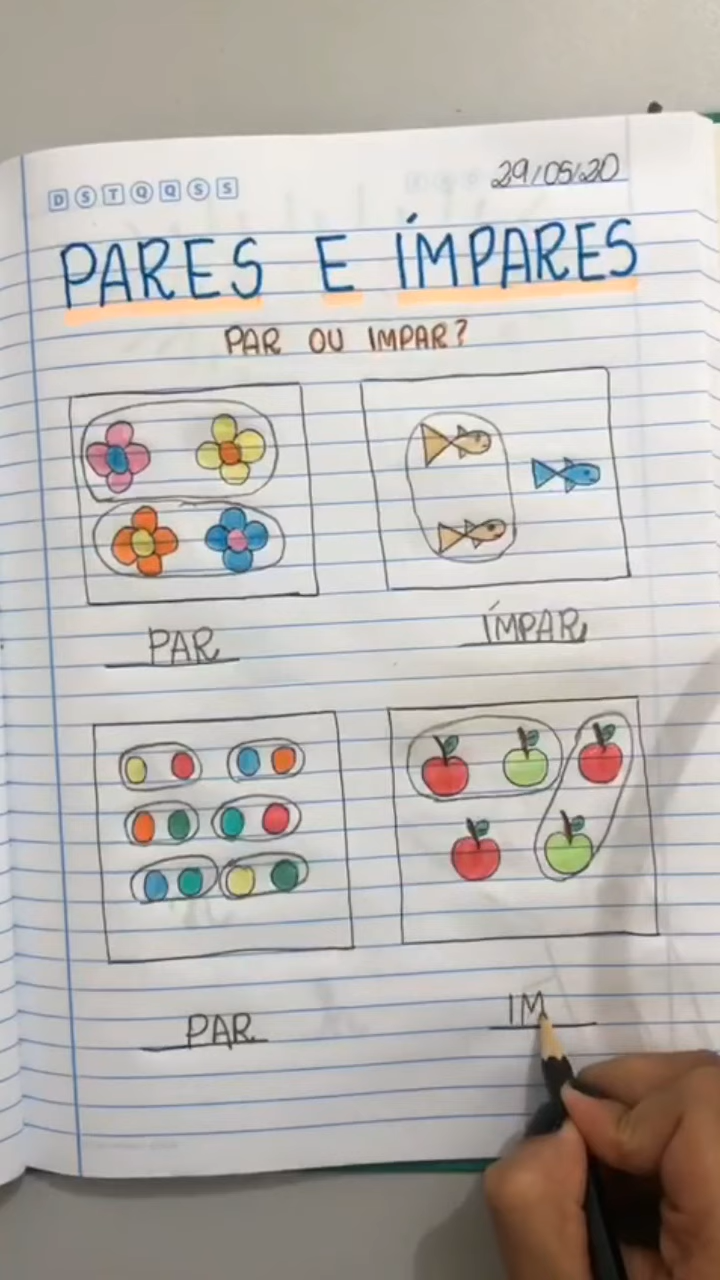 D S T Q Q S S
29/05/20
PARES E ÍMPARES
PAR OU IMPAR?
PAR
ÍMPAR
PAR
IM